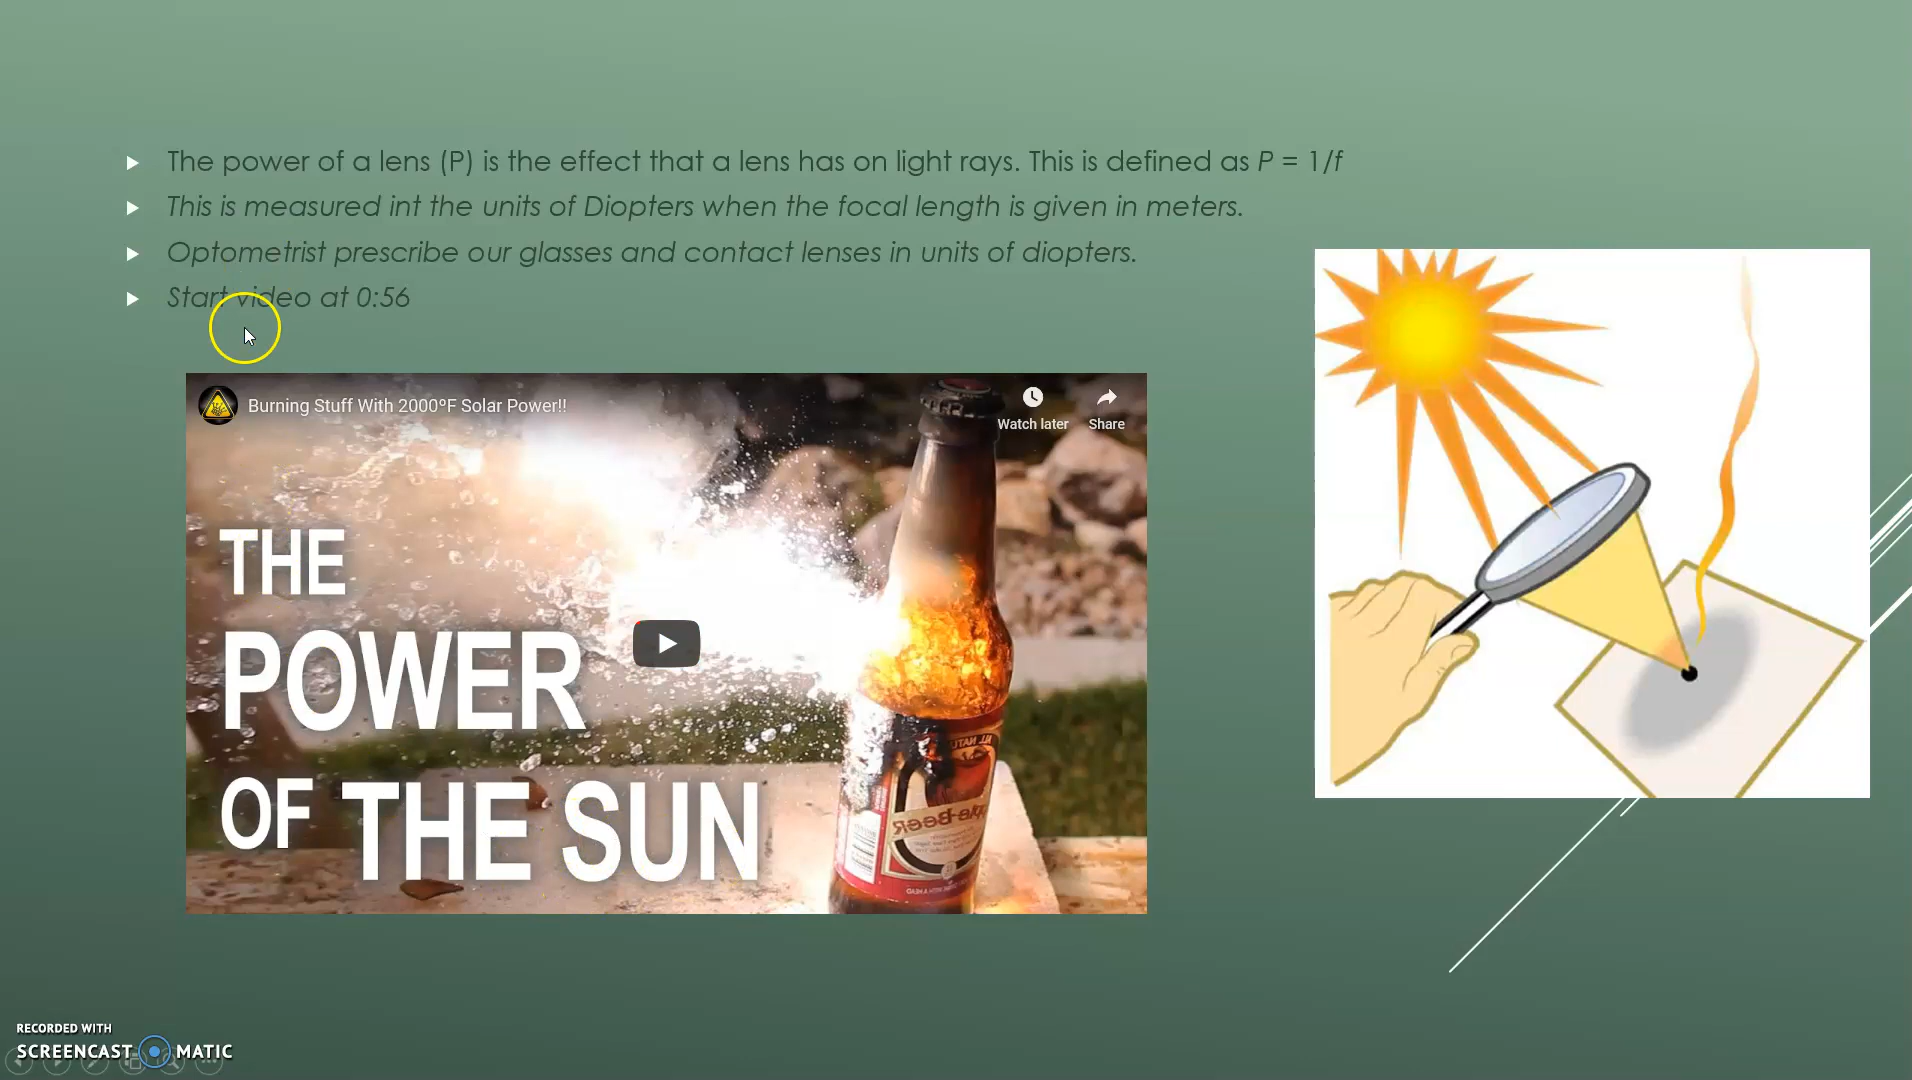 The power of a lens (P) is the effect that a lens has on light rays. This is defined as P = 1/f
This is measured int the units of Diopters when the focal length is given in meters.
Optometrist prescribe our glasses and contact lenses in units of diopters.
Start video at 0:56
Burning Stuff With 2000ºF Solar Power!!
Watch later
Share
THE
POWER
OF THE SUN
Beer
RECORDED WITH
SCREENCAST MATIC